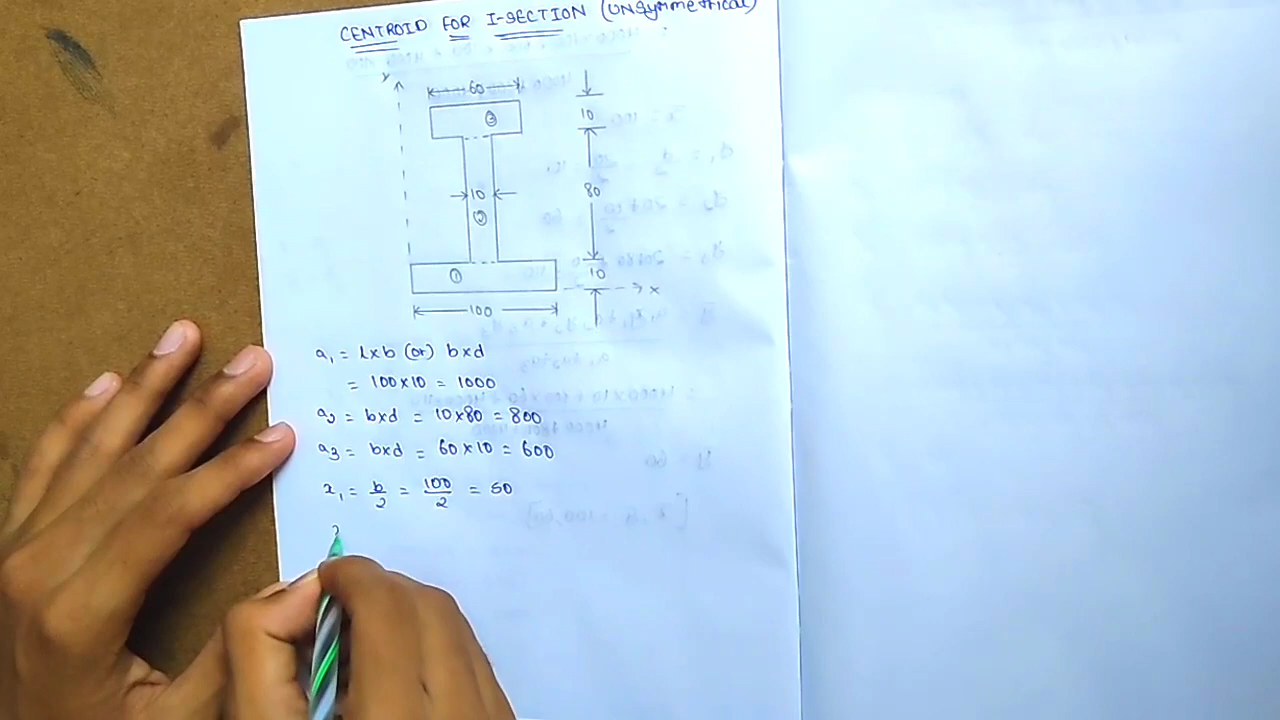 CENTROID FOR I-SECTION (UNSymmetrical)
y
60
③
10
10
80
②
①
10
x
100
a₁ = l×b (or) b×d
= 100×10 = 1000
a₂ = b×d = 10×80 = 800
a₃ = b×d = 60×10 = 600
x₁ = b/2 = 100/2 = 50